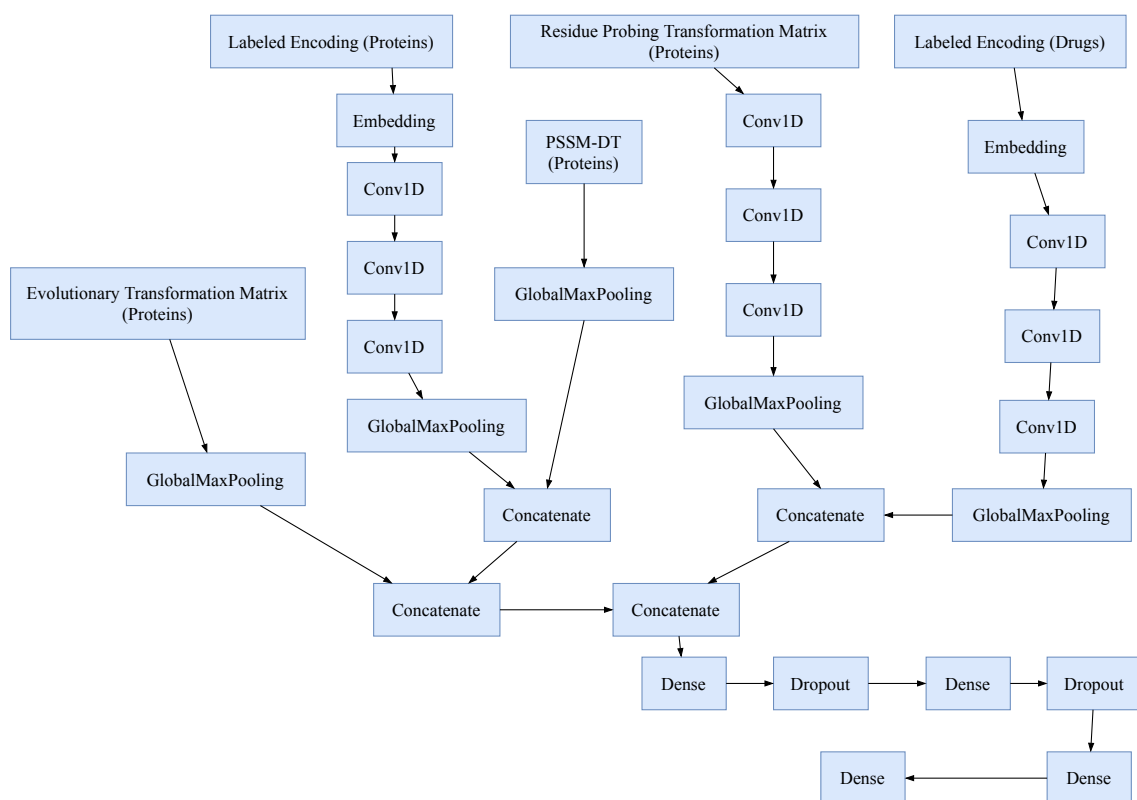 Labeled Encoding (Proteins)
Residue Probing Transformation Matrix
(Proteins)
Labeled Encoding (Drugs)
Embedding
Conv1D
PSSM-DT
(Proteins)
Embedding
Conv1D
Conv1D
Conv1D
Conv1D
Evolutionary Transformation Matrix
(Proteins)
GlobalMaxPooling
Conv1D
Conv1D
Conv1D
Conv1D
GlobalMaxPooling
GlobalMaxPooling
Conv1D
GlobalMaxPooling
Concatenate
Concatenate
GlobalMaxPooling
Concatenate
Concatenate
Dense
Dropout
Dense
Dropout
Dense
Dense